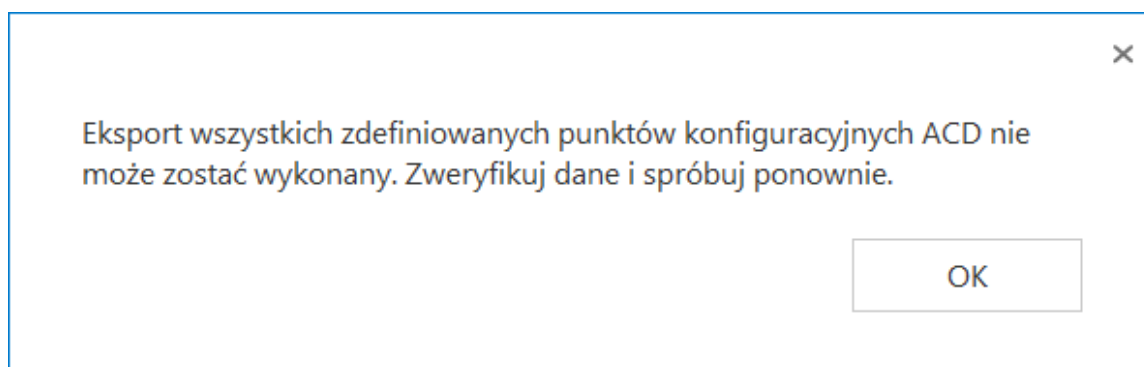 Eksport wszystkich zdefiniowanych punktów konfiguracyjnych ACD nie
może zostać wykonany. Zweryfikuj dane i spróbuj ponownie.
OK